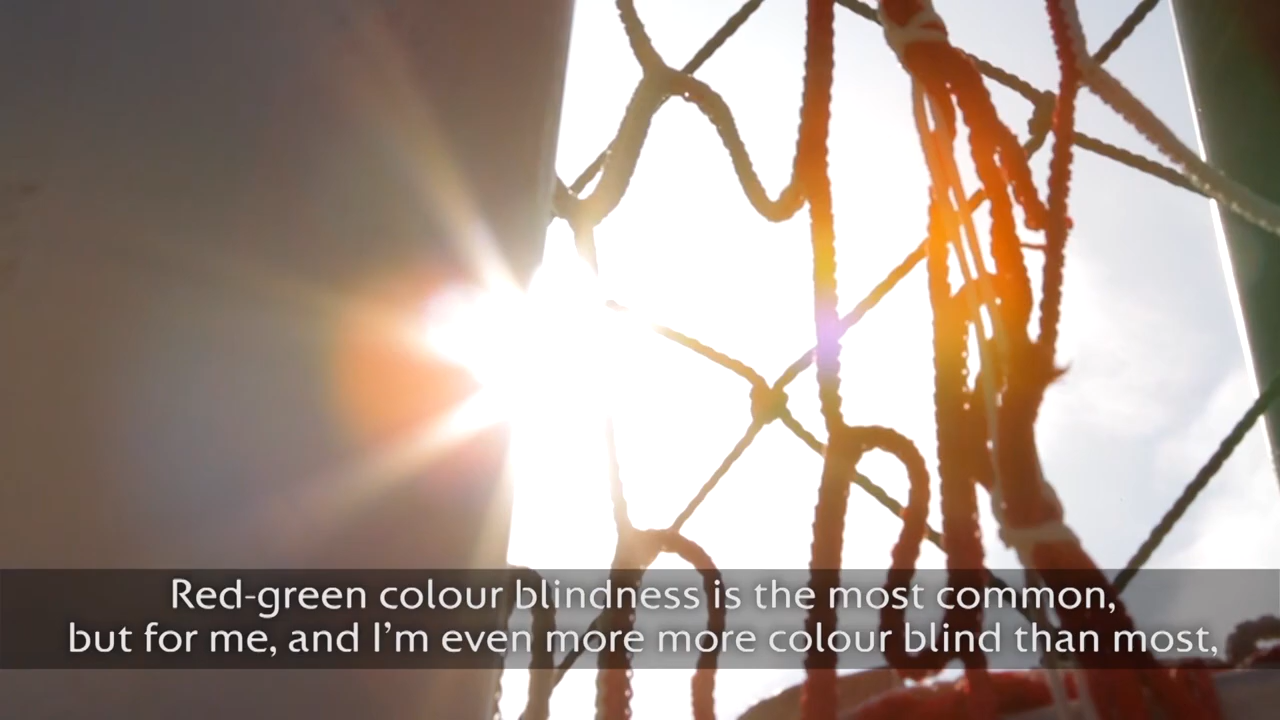 Red-green colour blindness is the most common,
but for me, and I'm even more more colour blind than most,